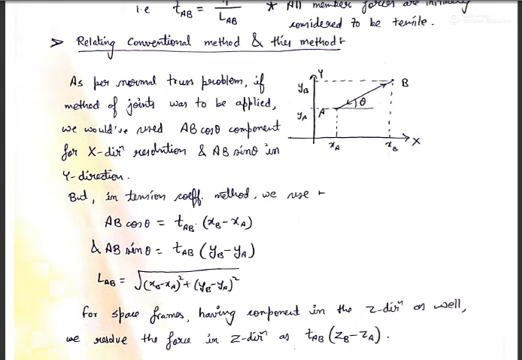 i.e t_AB = T / L_AB * All member forces are initially
considered to be tensile.
> Relating Conventional method & this method:-
As per normal truss problem, if
method of joints was to be applied,
we would've used AB cosθ component
for X-dirⁿ resolution & AB sinθ in
Y-direction.
Y
y_B
B
y_A
A
θ
x_A
x_B
X
But, in tension coeff. method, we use :-
AB cosθ = t_AB. (x_B - x_A)
& AB sinθ = t_AB (y_B - y_A)
L_AB = √(x_B - x_A)² + (y_B - y_A)²
For space frames, having component in the Z-dirⁿ as well,
we resolve the force in Z-dirⁿ as t_AB (Z_B - Z_A).